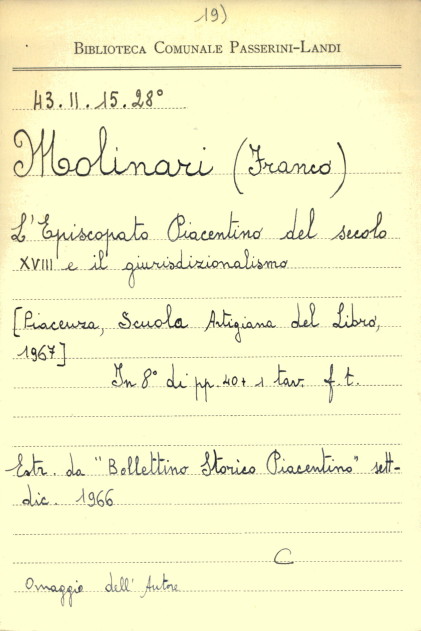 19)
BIBLIOTECA COMUNALE PASSERINI-LANDI
43.II.15.28°
Molinari (Franco)
L'Episcopato Piacentino del secolo
XVIII e il giurisdizionalismo
[Piacenza, Scuola Artigiana del Libro,
1967]
In 8° di pp. 40+1 tav. f.t.
Estr. da "Bollettino Storico Piacentino" sett-
dic. 1966
C
Omaggio dell'Autore